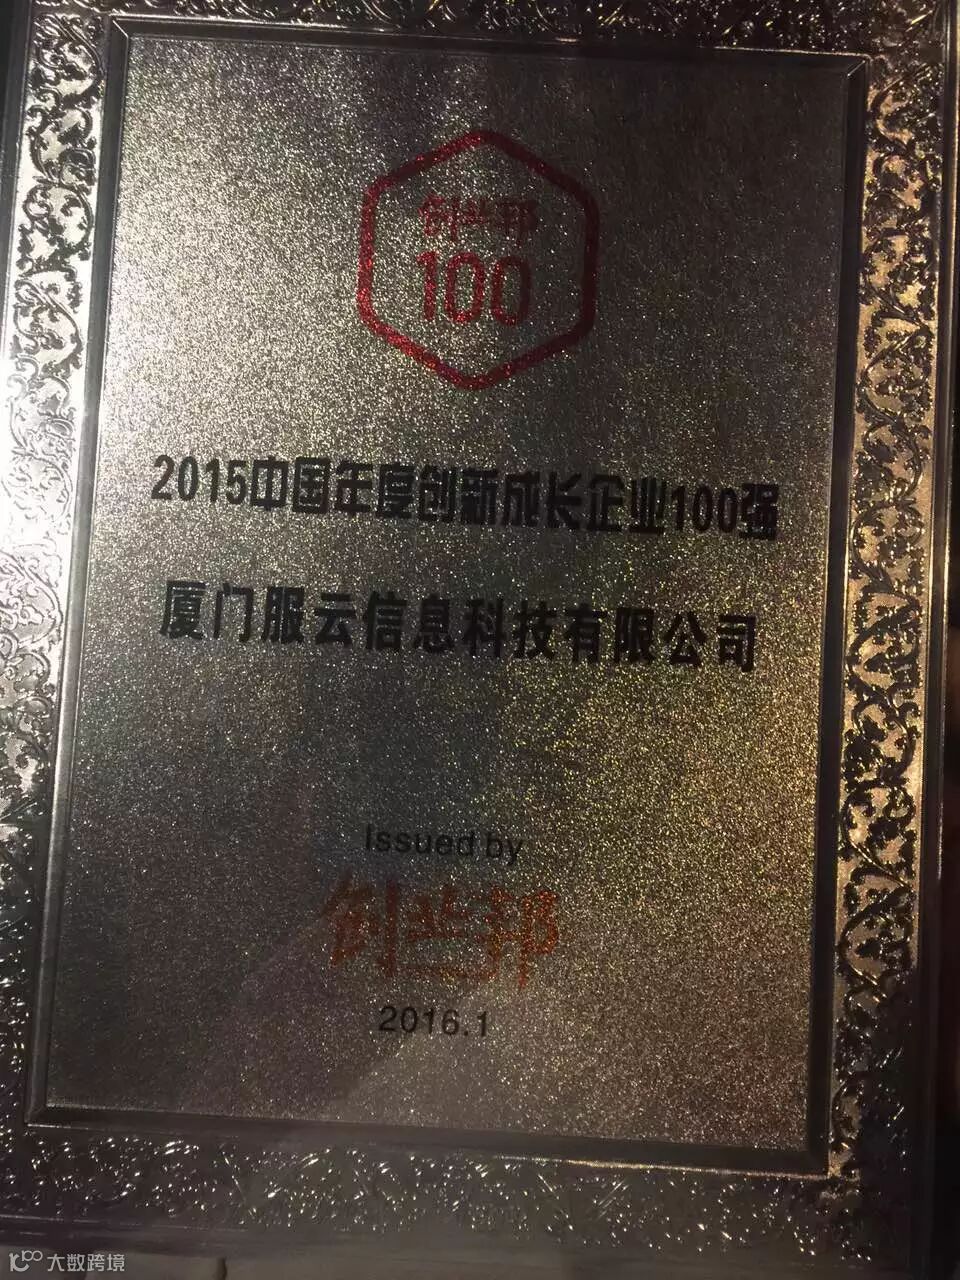 创业邦
100
2015中国年度创新成长企业100强
厦门服云信息科技有限公司
Issued by
创业邦
2016.1
大数跨境